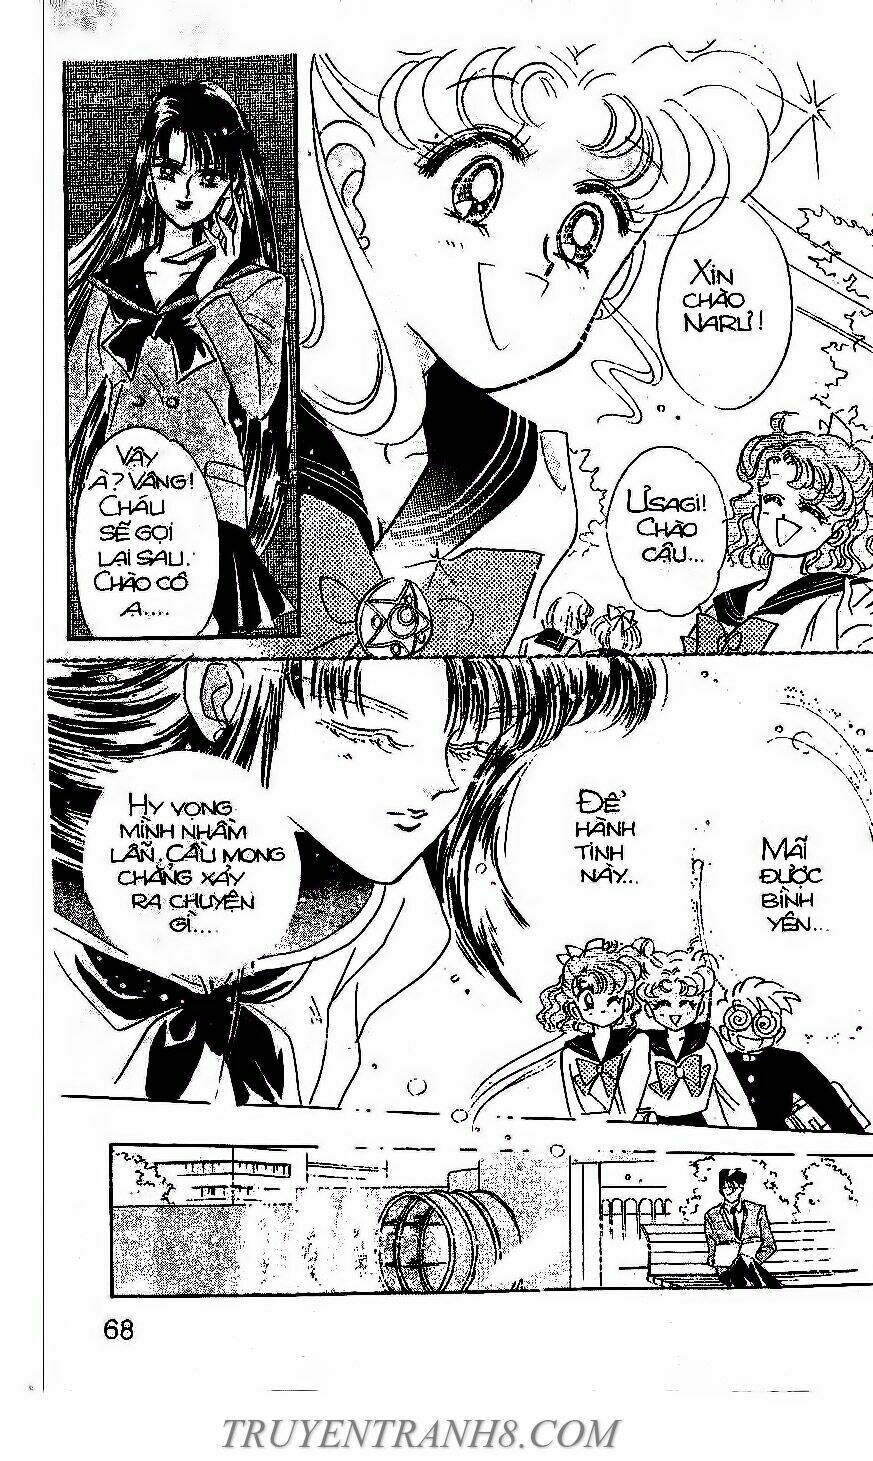 VẬY
À? VÂNG!
CHÁU
SẼ GỌI
LẠI SAU.
CHÀO CÔ
Ạ....
XIN
CHÀO
NARU!
USAGI!
CHÀO
CẬU...
HY VỌNG
MÌNH NHẦM
LẪN. CẦU MONG
CHẲNG XẢY
RA CHUYỆN
GÌ....
ĐỂ
HÀNH
TINH
NÀY...
MÃI
ĐƯỢC
BÌNH
YÊN...
68
TRUYENTRANH8.COM